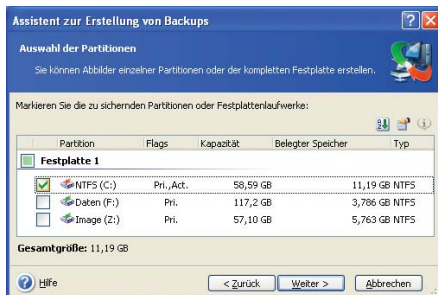 Assistent zur Erstellung von Backups
Auswahl der Partitionen
Sie können Abbilder einzelner Partitionen oder der kompletten Festplatte erstellen.
Markieren Sie die zu sichernden Partitionen oder Festplattenlaufwerke:
Partition Flags Kapazität Belegter Speicher Typ
Festplatte 1
NTFS (C:) Pri.,Act. 58,59 GB 11,19 GB NTFS
Daten (F:) Pri. 117,2 GB 3,786 GB NTFS
Image (Z:) Pri. 57,10 GB 5,763 GB NTFS
Gesamtgröße: 11,19 GB
Hilfe < Zurück Weiter > Abbrechen